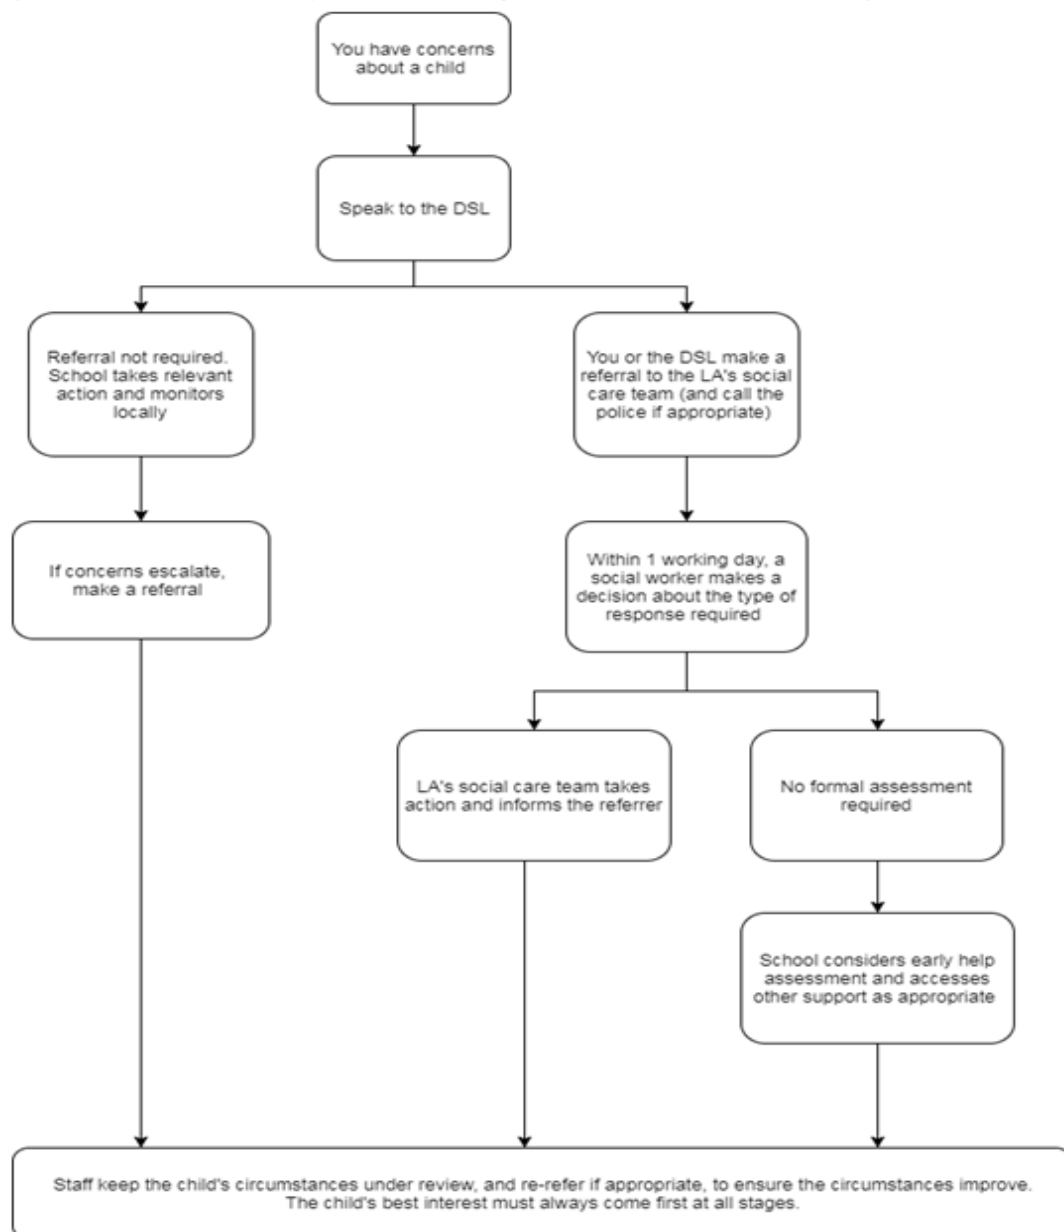 You have concerns
about a child
Speak to the DSL
Referral not required.
School takes relevant
action and monitors
locally
You or the DSL make a
referral to the LA's social
care team (and call the
police if appropriate)
If concerns escalate,
make a referral
Within 1 working day, a
social worker makes a
decision about the type of
response required
LA's social care team takes
action and informs the referrer
No formal assessment
required
School considers early help
assessment and accesses
other support as appropriate
Staff keep the child's circumstances under review, and re-refer if appropriate, to ensure the circumstances improve.
The child's best interest must always come first at all stages.